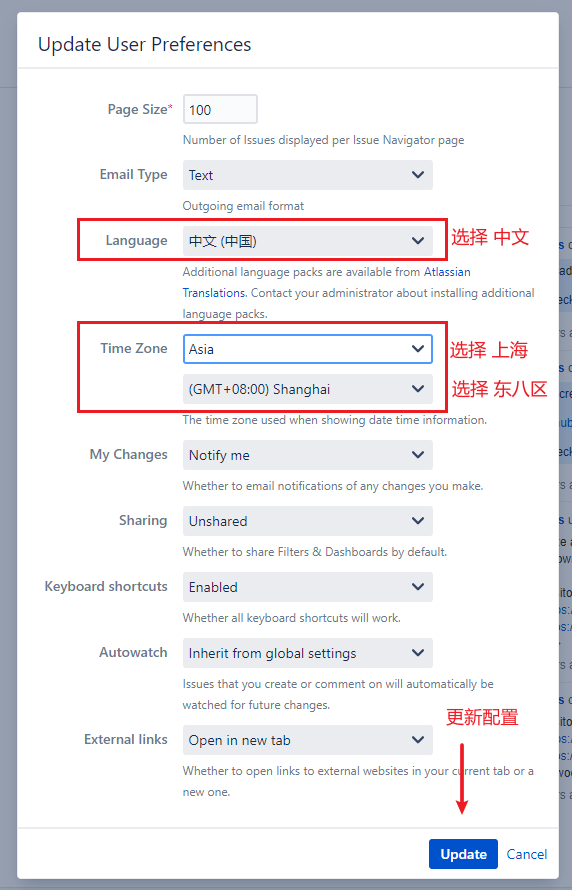 Update User Preferences
Page Size* 100
Number of Issues displayed per Issue Navigator page
Email Type Text
Outgoing email format
Language 中文 (中国) 选择 中文
Additional language packs are available from Atlassian
Translations. Contact your administrator about installing additional
language packs.
Time Zone Asia 选择 上海
(GMT+08:00) Shanghai 选择 东八区
The time zone used when showing date time information.
My Changes Notify me
Whether to email notifications of any changes you make.
Sharing Unshared
Whether to share Filters & Dashboards by default.
Keyboard shortcuts Enabled
Whether all keyboard shortcuts will work.
Autowatch Inherit from global settings
Issues that you create or comment on will automatically be
watched for future changes.
更新配置
External links Open in new tab
Whether to open links to external websites in your current tab or a
new one.
Update Cancel